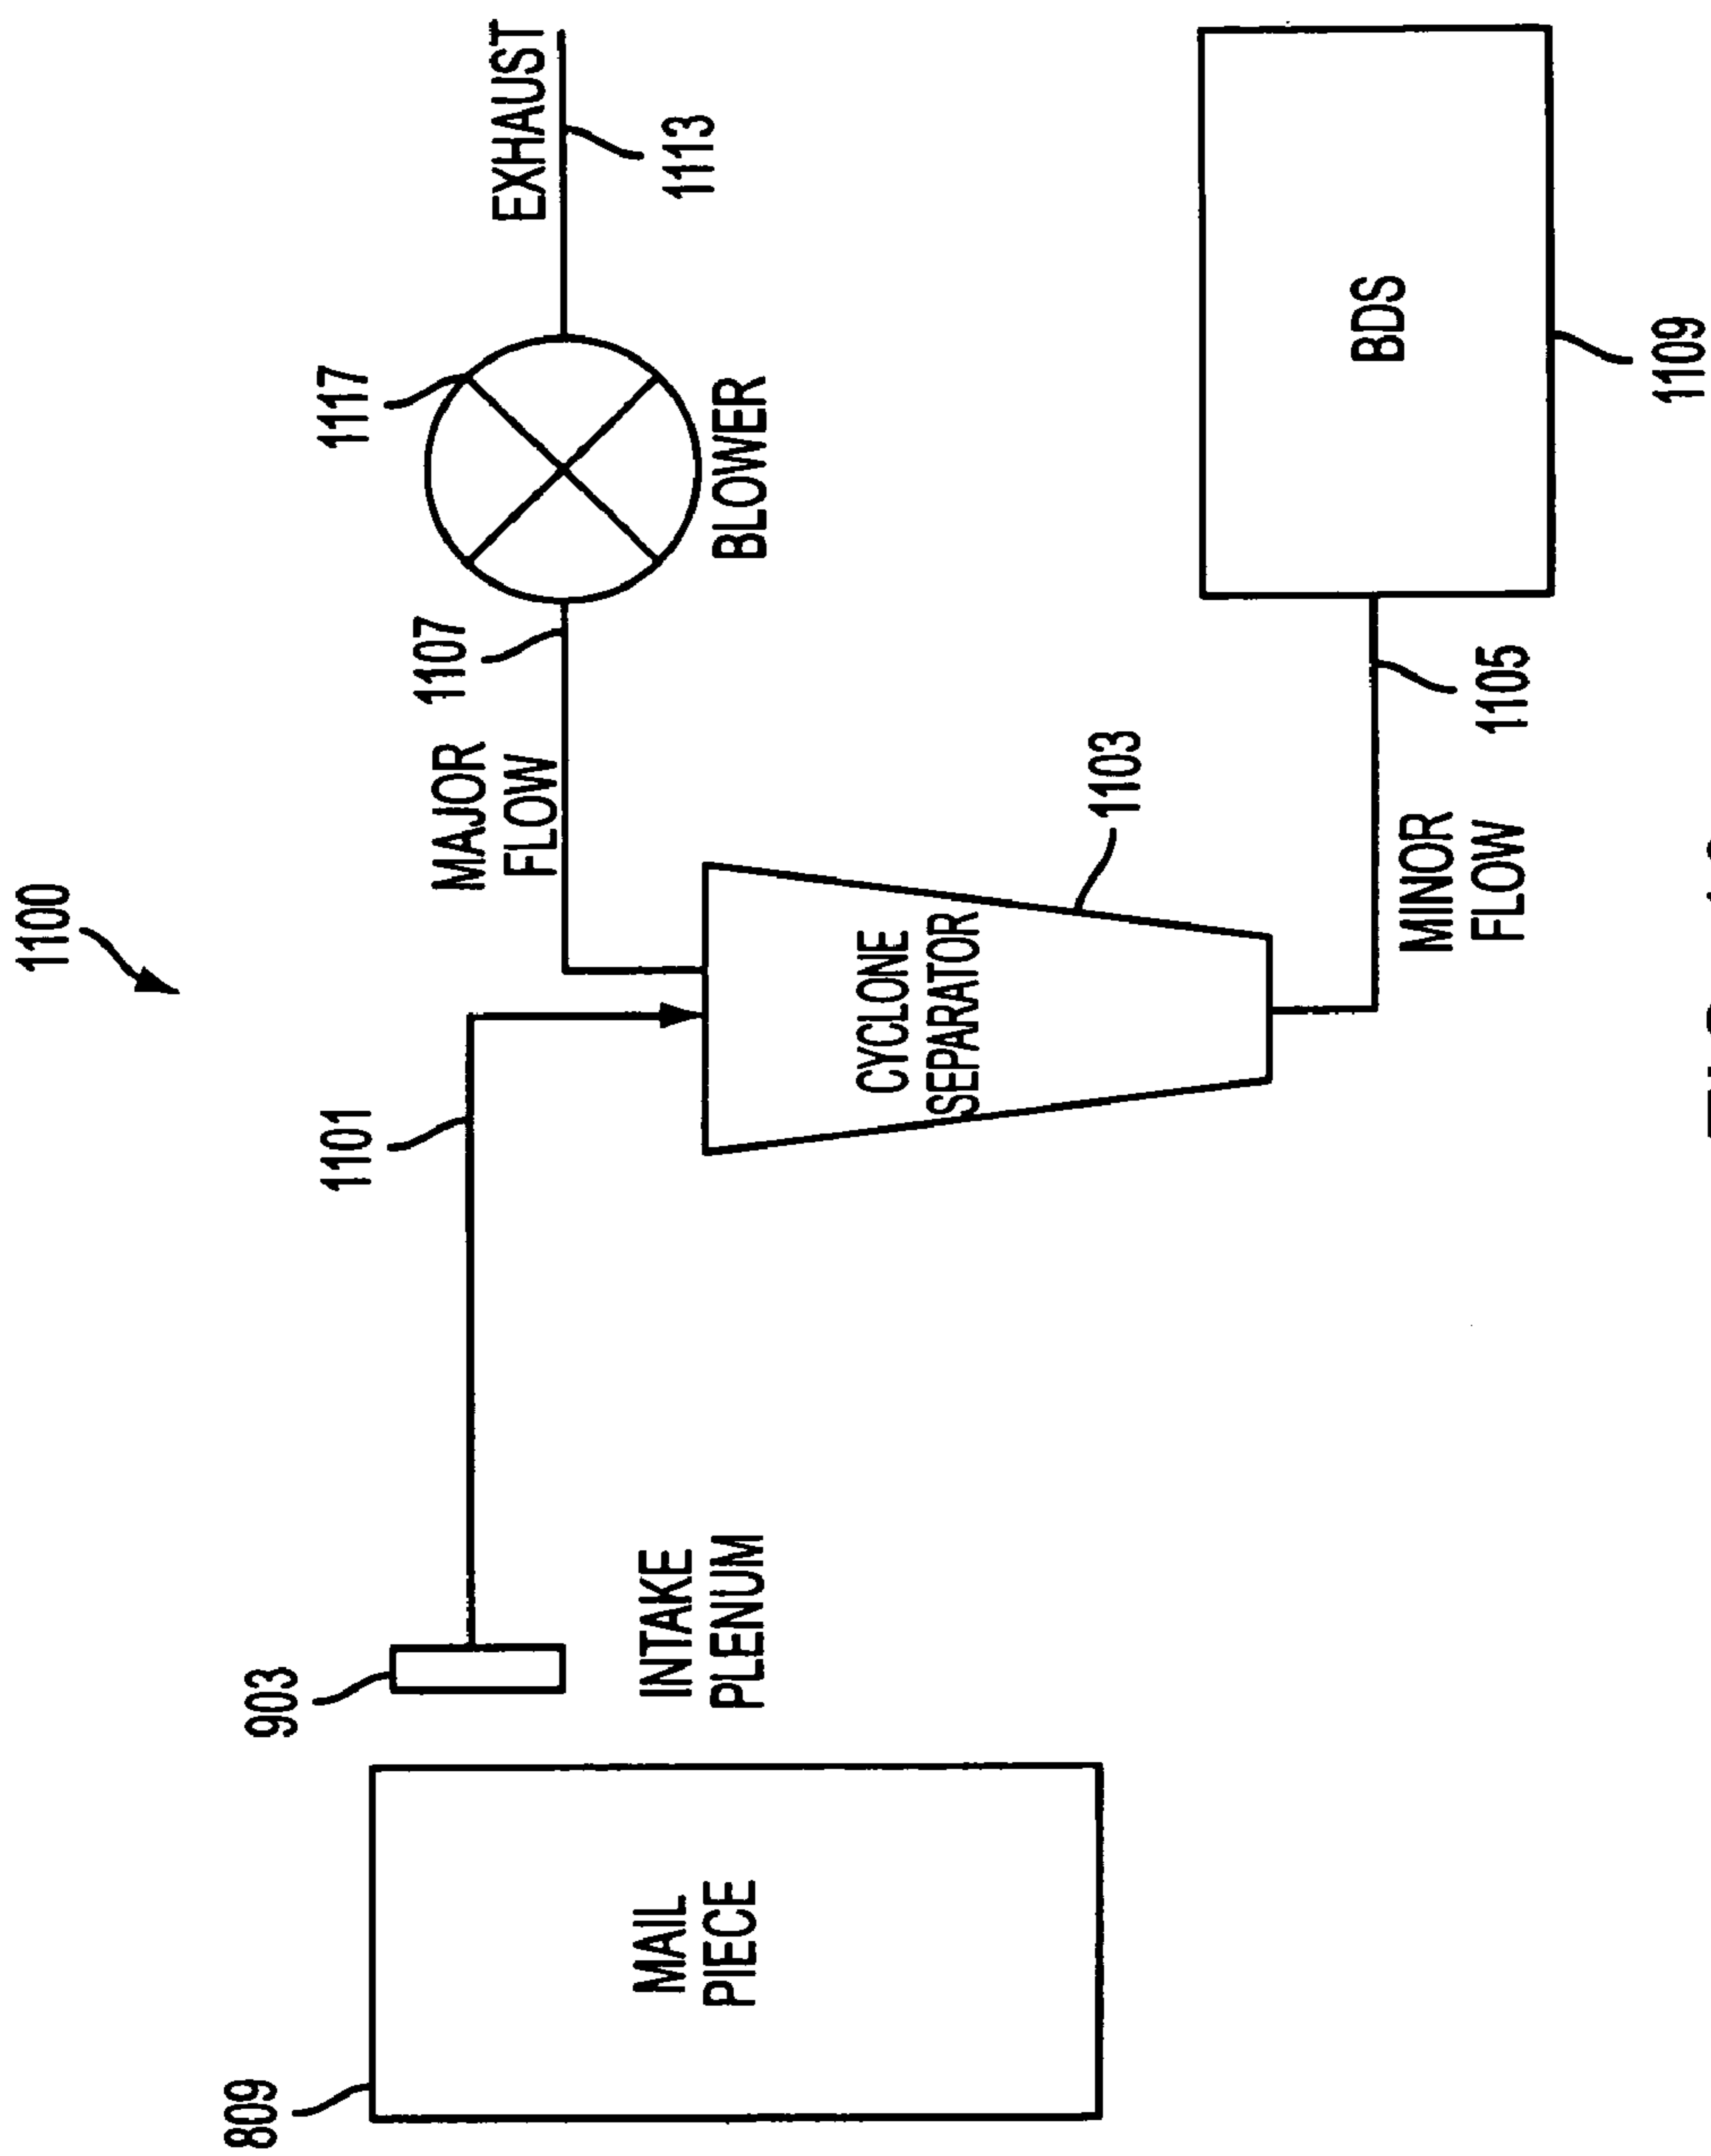 1100
1117
EXHAUST
1113
1107
BLOWER
MAJOR
FLOW
1101
903
INTAKE
PLENUM
CYCLONE
SEPARATOR
1103
809
MAIL
PIECE
BDS
1109
1105
MINOR
FLOW